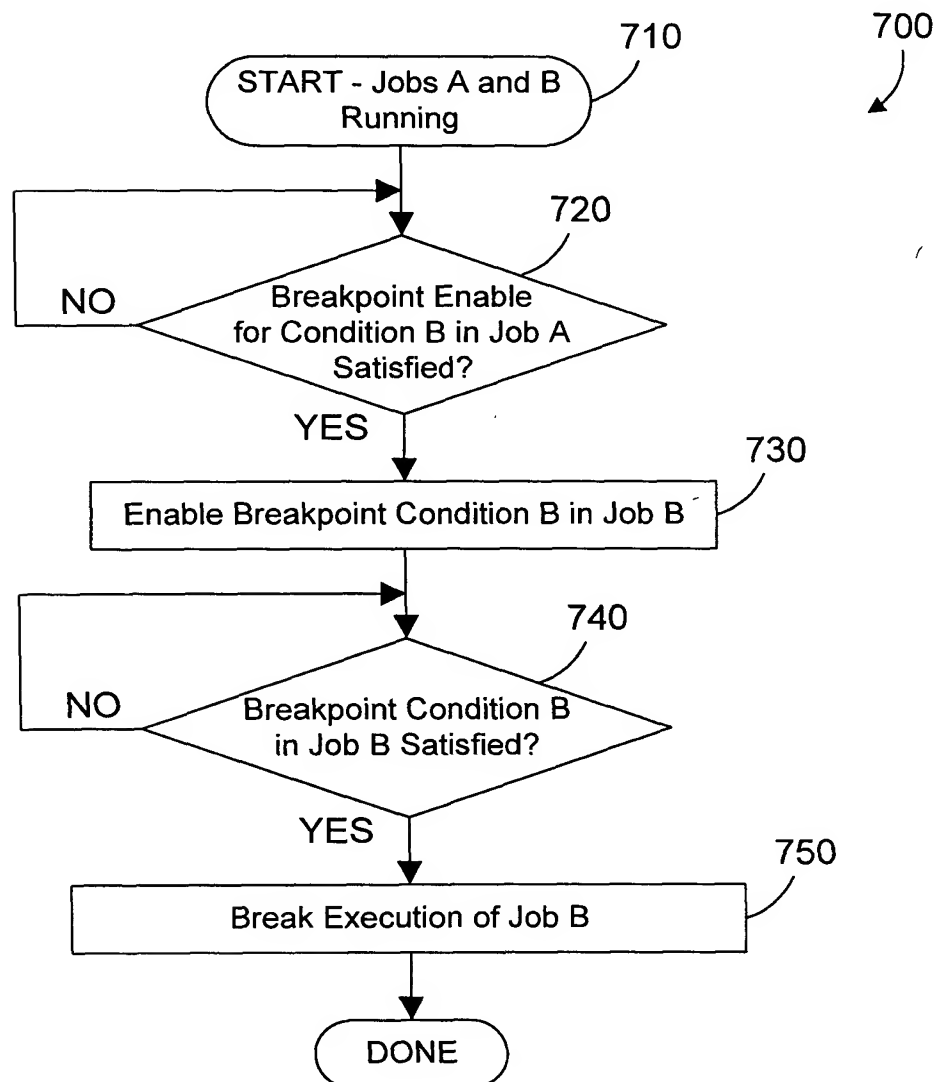 700
710
START - Jobs A and B
Running
720
Breakpoint Enable
for Condition B in Job A
Satisfied?
NO
YES
730
Enable Breakpoint Condition B in Job B
740
Breakpoint Condition B
in Job B Satisfied?
NO
YES
750
Break Execution of Job B
DONE